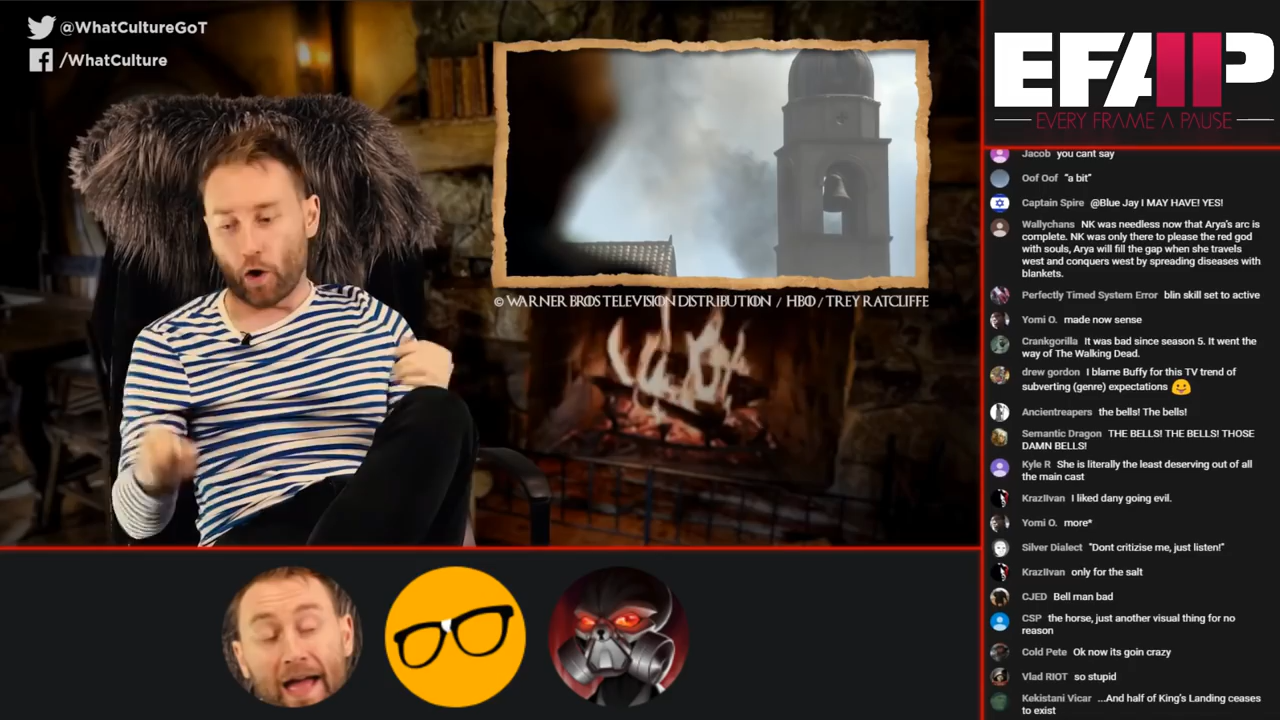 @WhatCultureGoT
/WhatCulture
© WARNER BROS TELEVISION DISTRIBUTION / HBO / TREY RATCLIFFE
EFAP
EVERY FRAME A PAUSE
Jacob you cant say
Oof Oof "a bit"
Captain Spire @Blue Jay I MAY HAVE! YES!
Wallychans NK was needless now that Arya's arc is
complete. NK was only there to please the red god
with souls, Arya will fill the gap when she travels
west and conquers west by spreading diseases with
blankets.
Perfectly Timed System Error blin skill set to active
Yomi O. made now sense
Crankgorilla It was bad since season 5. It went the
way of The Walking Dead.
drew gordon I blame Buffy for this TV trend of
subverting (genre) expectations
Ancientreapers the bells! The bells!
Semantic Dragon THE BELLS! THE BELLS! THOSE
DAMN BELLS!
Kyle R She is literally the least deserving out of all
the main cast
KrazIIvan I liked dany going evil.
Yomi O. more*
Silver Dialect "Dont critizise me, just listen!"
KrazIIvan only for the salt
CJED Bell man bad
CSP the horse, just another visual thing for no
reason
Cold Pete Ok now its goin crazy
Vlad RIOT so stupid
Kekistani Vicar ...And half of King's Landing ceases
to exist